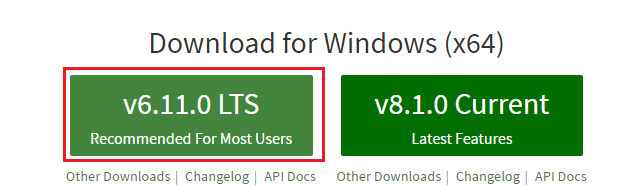 Download for Windows (x64)
v6.11.0 LTS
Recommended For Most Users
v8.1.0 Current
Latest Features
Other Downloads | Changelog | API Docs
Other Downloads | Changelog | API Docs